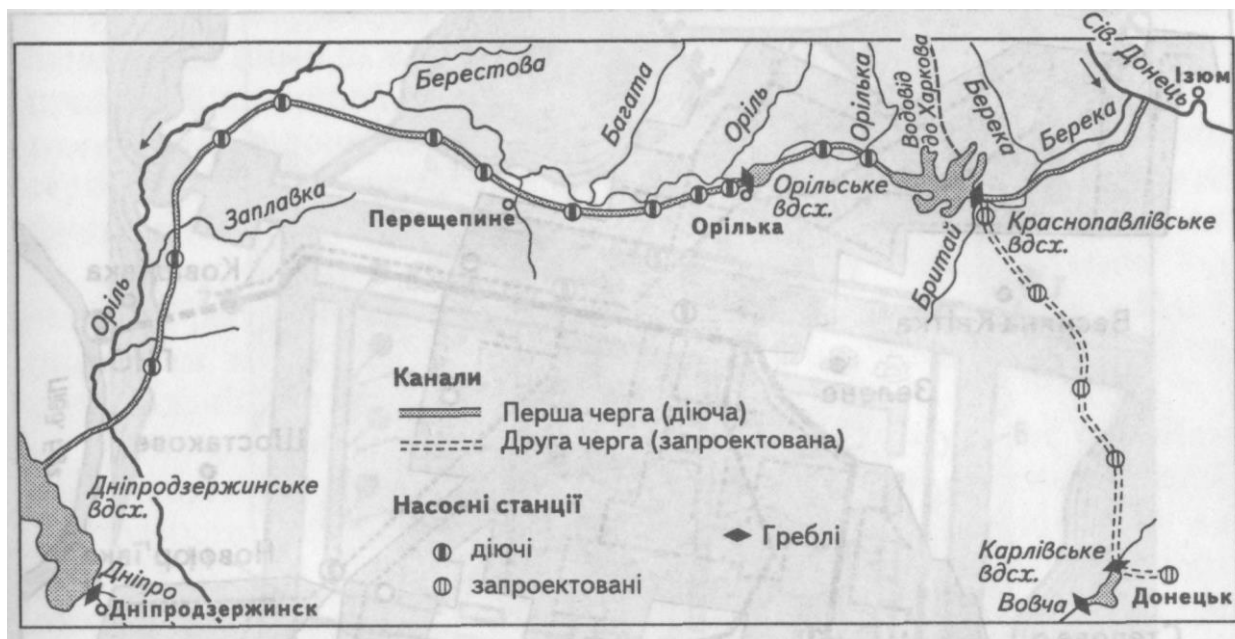 Берестова
Багата
Оріль
Орілька
Водовід
до Харкова
Берека
Берека
Сів. Донець
Ізюм
Заплавка
Перещепине
Орілька
Орільське
вдсх.
Краснопавлівське
вдсх.
Бритай
Оріль
Канали
Перша черга (діюча)
Друга черга (запроектована)
Насосні станції
діючі
запроектовані
Греблі
Дніпродзержинське
вдсх.
Дніпро
Дніпродзержинск
Карлівське
вдсх.
Вовча
Донецьк